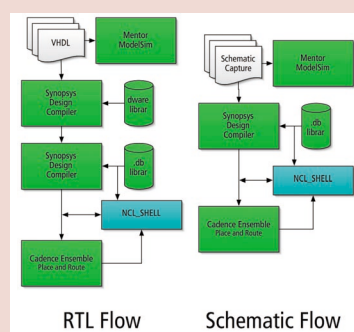 VHDL
Mentor
ModelSim
Synopsys
Design
Compiler
dware
librar
Synopsys
Design
Compiler
.db
librar
NCL_SHELL
Cadence Ensemble
Place and Route
RTL Flow
Schematic
Capture
Mentor
ModelSim
Synopsys
Design
Compiler
.db
librar
NCL_SHELL
Cadence Ensemble
Place and Route
Schematic Flow